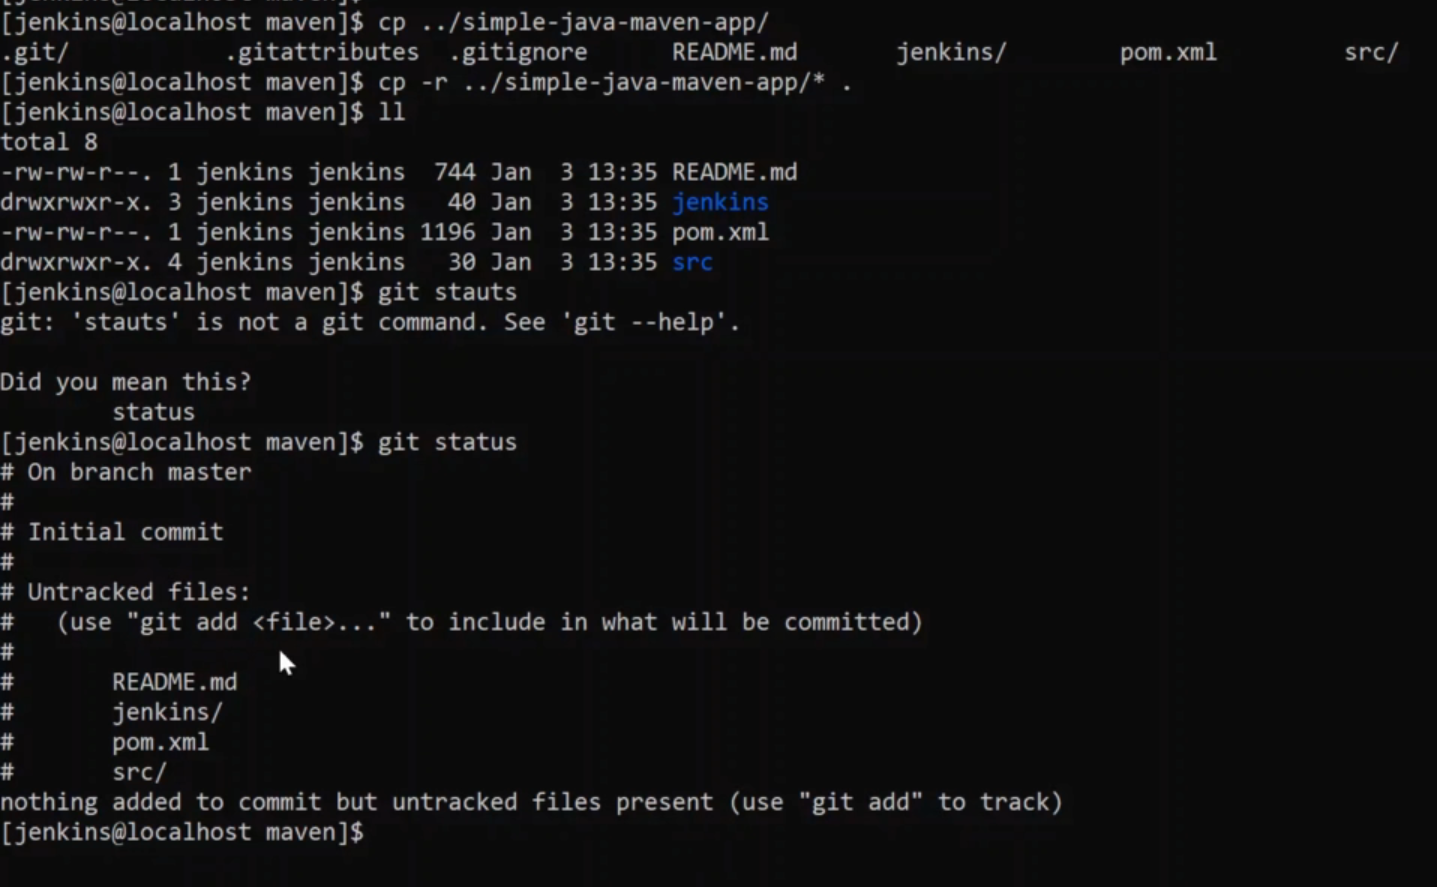 [jenkins@localhost maven]$
[jenkins@localhost maven]$ cp ../simple-java-maven-app/
.git/ .gitattributes .gitignore README.md jenkins/ pom.xml src/
[jenkins@localhost maven]$ cp -r ../simple-java-maven-app/* .
[jenkins@localhost maven]$ ll
total 8
-rw-rw-r--. 1 jenkins jenkins 744 Jan 3 13:35 README.md
drwxrwxr-x. 3 jenkins jenkins 40 Jan 3 13:35 jenkins
-rw-rw-r--. 1 jenkins jenkins 1196 Jan 3 13:35 pom.xml
drwxrwxr-x. 4 jenkins jenkins 30 Jan 3 13:35 src
[jenkins@localhost maven]$ git stauts
git: 'stauts' is not a git command. See 'git --help'.
Did you mean this?
status
[jenkins@localhost maven]$ git status
# On branch master
#
# Initial commit
#
# Untracked files:
# (use "git add <file>..." to include in what will be committed)
#
# README.md
# jenkins/
# pom.xml
# src/
nothing added to commit but untracked files present (use "git add" to track)
[jenkins@localhost maven]$